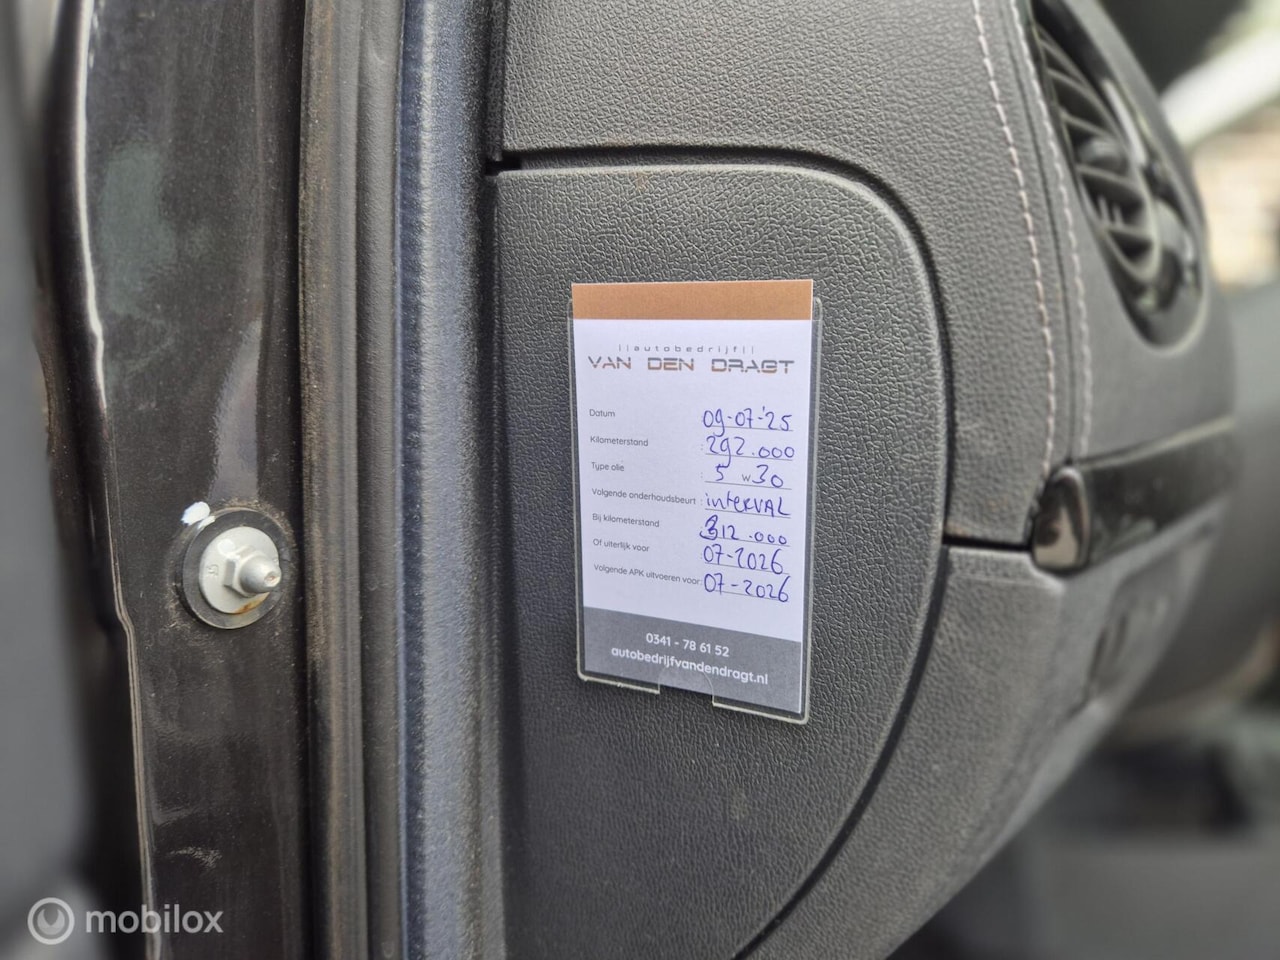 ||autobedrijf||
VAN DEN DRAGT
Datum 09-07-'25
Kilometerstand : 292.000
Type olie : 5 W 30
Volgende onderhoudsbeurt : intERVAL
Bij kilometerstand 312.000
Of uiterlijk voor 07-2026
Volgende APK uitvoeren voor: 07-2026
0341 - 78 61 52
autobedrijfvandendragt.nl
mobilox